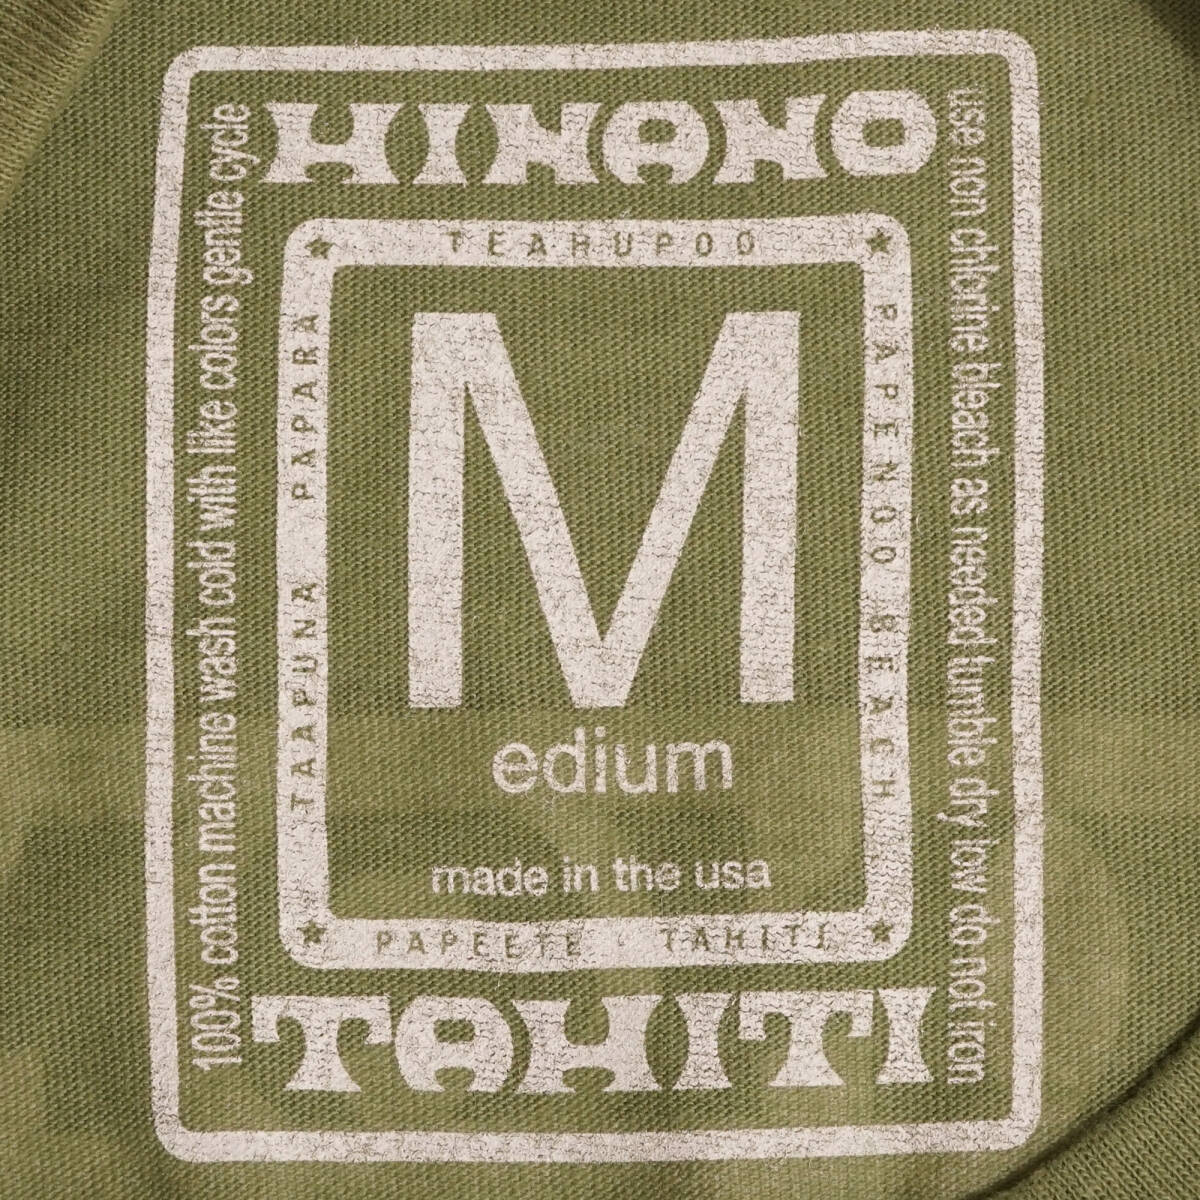 HINANO
TEAHUPOO
TAAPUNA PAPARA
PAPENOO BEACH
M
edium
made in the usa
PAPEETE · TAHITI
TAHITI
100% cotton machine wash cold with like colors gentle cycle
use non chlorine bleach as needed tumble dry low do not iron